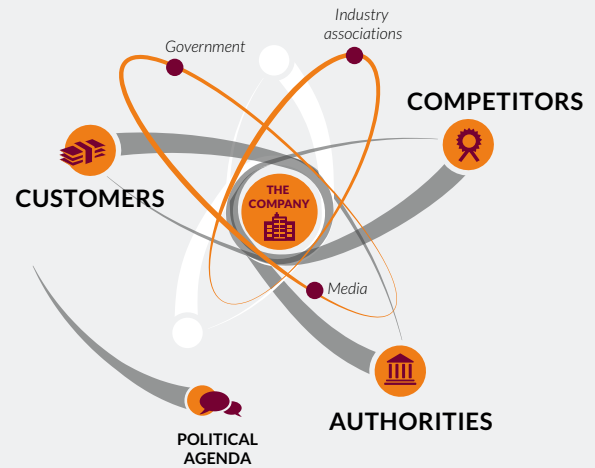 Industry
associations
Government
COMPETITORS
CUSTOMERS
THE
COMPANY
Media
AUTHORITIES
POLITICAL
AGENDA